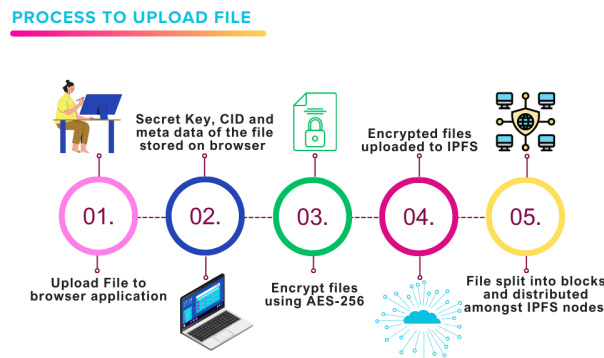 PROCESS TO UPLOAD FILE
01.
Upload File to
browser application
Secret Key, CID and
meta data of the file
stored on browser
02.
03.
Encrypt files
using AES-256
Encrypted files
uploaded to IPFS
04.
05.
File split into blocks
and distributed
amongst IPFS nodes